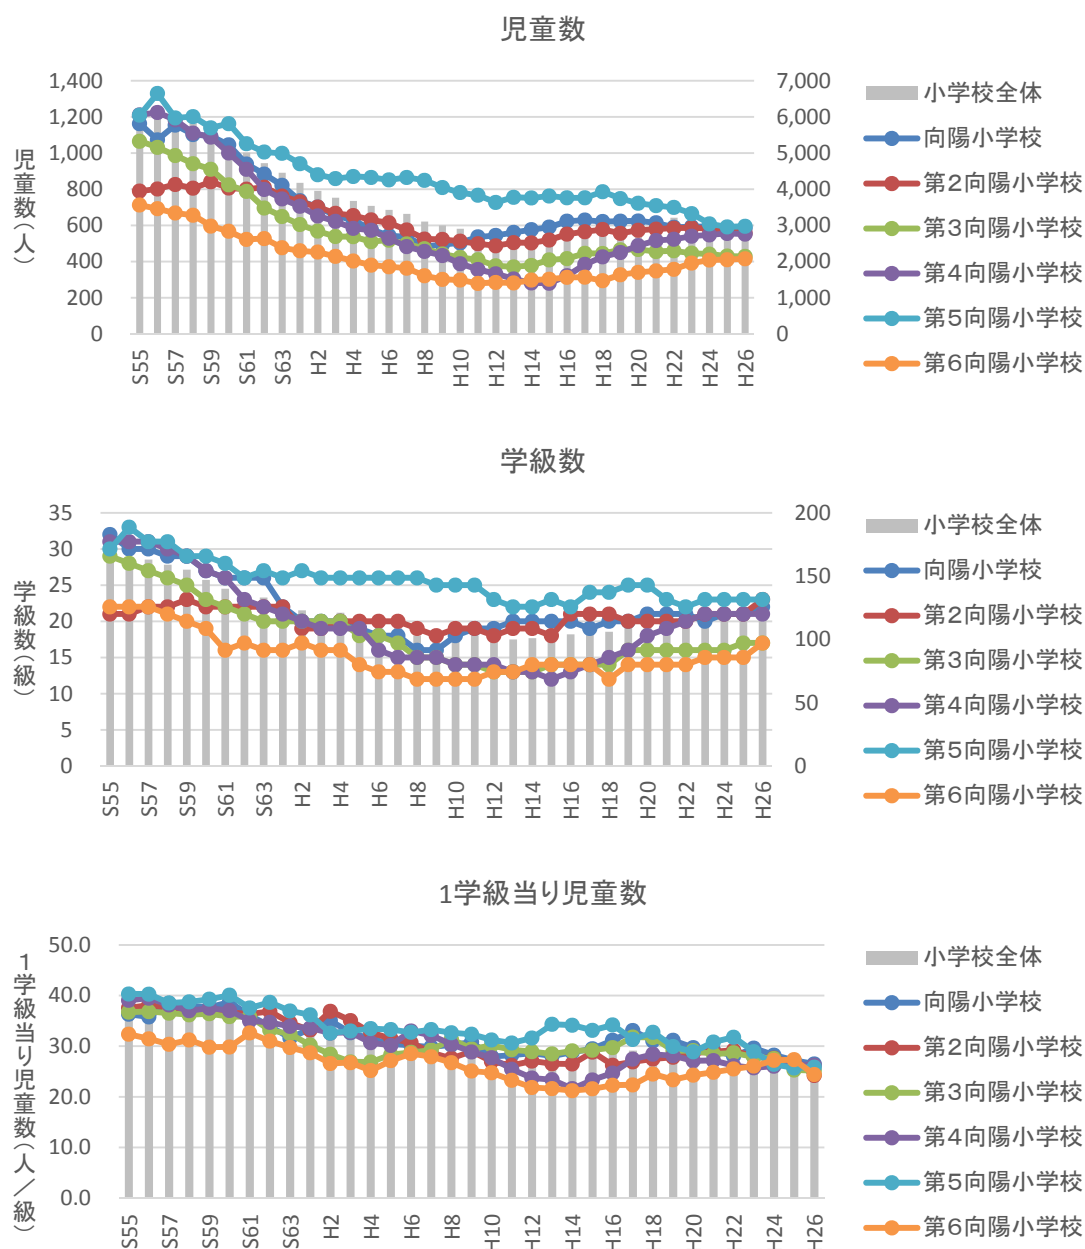 児童数
1,400
1,200
1,000
800
600
400
200
0
児童数(人)
7,000
6,000
5,000
4,000
3,000
2,000
1,000
0
S55
S57
S59
S61
S63
H2
H4
H6
H8
H10
H12
H14
H16
H18
H20
H22
H24
H26
小学校全体
向陽小学校
第2向陽小学校
第3向陽小学校
第4向陽小学校
第5向陽小学校
第6向陽小学校
学級数
35
30
25
20
15
10
5
0
学級数(級)
200
150
100
50
0
S55
S57
S59
S61
S63
H2
H4
H6
H8
H10
H12
H14
H16
H18
H20
H22
H24
H26
小学校全体
向陽小学校
第2向陽小学校
第3向陽小学校
第4向陽小学校
第5向陽小学校
第6向陽小学校
1学級当り児童数
50.0
40.0
30.0
20.0
10.0
0.0
1学級当り児童数(人/級)
S55
S57
S59
S61
S63
H2
H4
H6
H8
H10
H12
H14
H16
H18
H20
H22
H24
H26
小学校全体
向陽小学校
第2向陽小学校
第3向陽小学校
第4向陽小学校
第5向陽小学校
第6向陽小学校